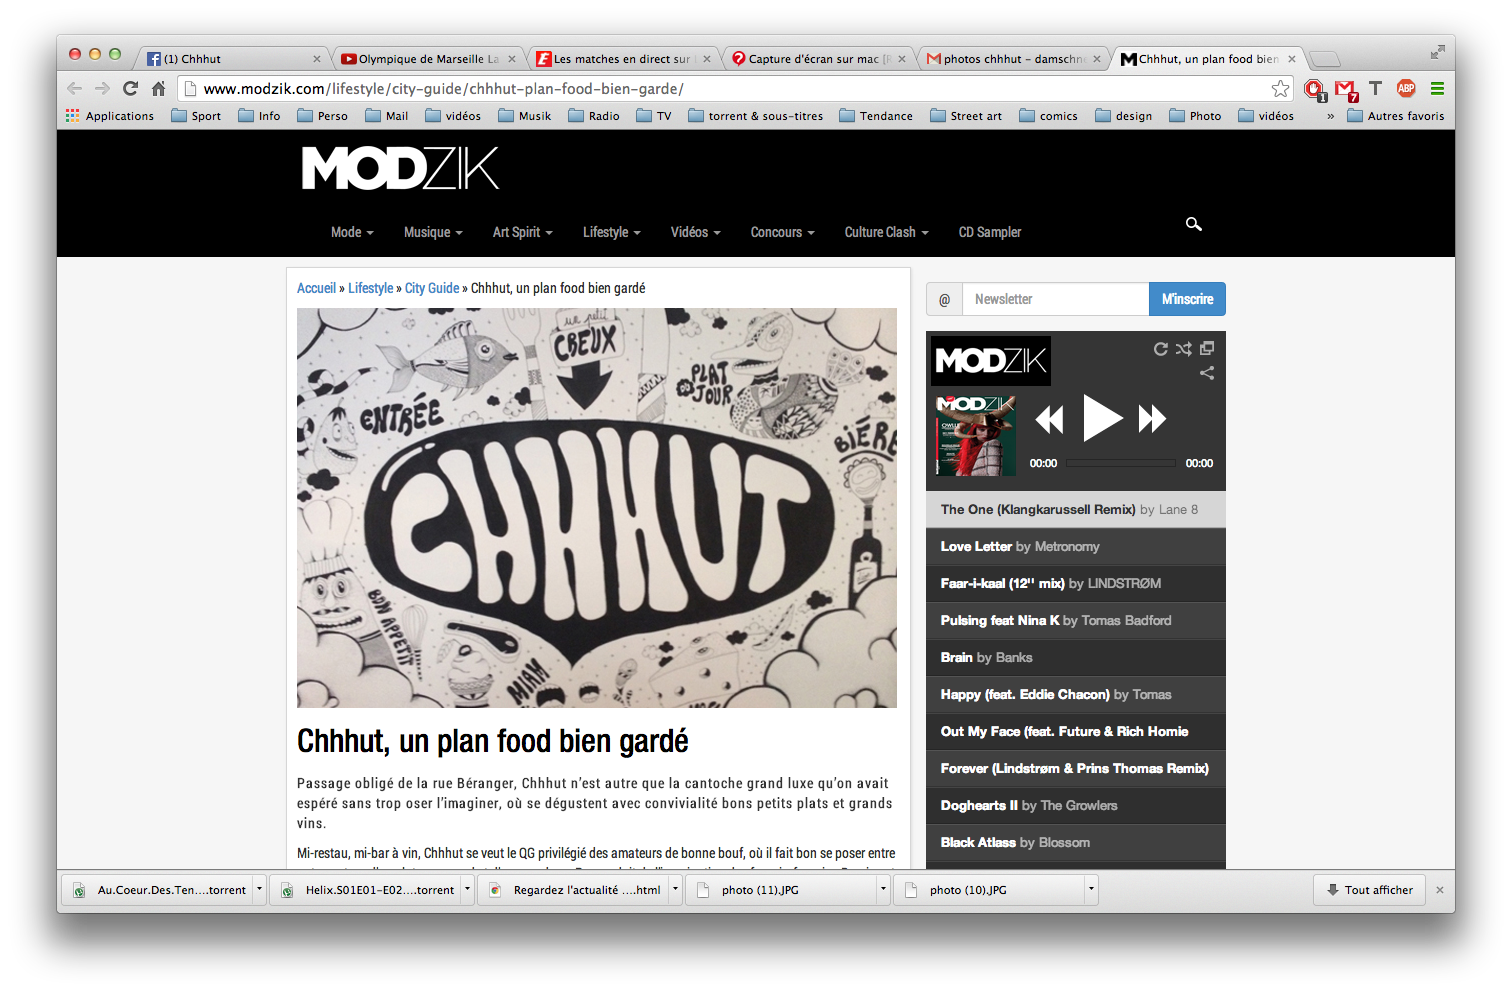 (1) Chhhut
Olympique de Marseille La
Les matches en direct sur
Capture d'écran sur mac [R
photos chhhut – damschne
Chhhut, un plan food bien
www.modzik.com/lifestyle/city-guide/chhhut-plan-food-bien-garde/
1
7
T
ABP
Applications
Sport
Info
Perso
Mail
vidéos
Musik
Radio
TV
torrent & sous-titres
Tendance
Street art
comics
design
Photo
vidéos
»
Autres favoris
MODZIK
Mode
Musique
Art Spirit
Lifestyle
Vidéos
Concours
Culture Clash
CD Sampler
Accueil » Lifestyle » City Guide » Chhhut, un plan food bien gardé
un petit
CREUX
PLAT
DU JOUR
ENTRÉE
BIÈRE
CHHHUT
BON APPETIT
MIAM
Chhhut, un plan food bien gardé
Passage obligé de la rue Béranger, Chhhut n'est autre que la cantoche grand luxe qu'on avait
espéré sans trop oser l'imaginer, où se dégustent avec convivialité bons petits plats et grands
vins.
Mi-restau, mi-bar à vin, Chhhut se veut le QG privilégié des amateurs de bonne bouf, où il fait bon se poser entre
@
Newsletter
M'inscrire
MODZIK
MODZIK
00:00
00:00
The One (Klangkarussell Remix) by Lane 8
Love Letter by Metronomy
Faar-i-kaal (12'' mix) by LINDSTRØM
Pulsing feat Nina K by Tomas Badford
Brain by Banks
Happy (feat. Eddie Chacon) by Tomas
Out My Face (feat. Future & Rich Homie
Forever (Lindstrøm & Prins Thomas Remix)
Doghearts II by The Growlers
Black Atlass by Blossom
Au.Coeur.Des.Ten....torrent
Helix.S01E01-E02....torrent
Regardez l'actualité ....html
photo (11).JPG
photo (10).JPG
Tout afficher